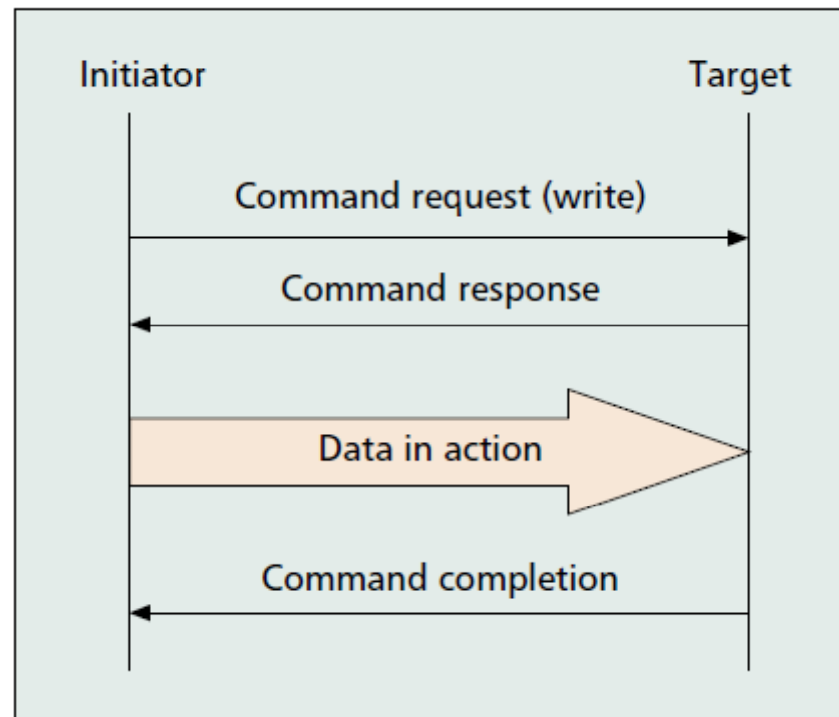 Initiator
Target
Command request (write)
Command response
Data in action
Command completion